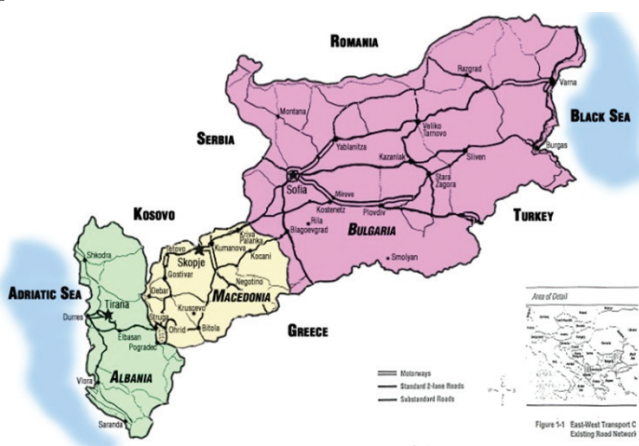 ROMANIA
Razgrad
Varna
BLACK SEA
Montana
Veliko
Tarnovo
SERBIA
Yablanitza
Burgas
Kazanlak
Sliven
Sofia
Stara
Zagora
Mirovo
Kostenetz
Plovdiv
KOSOVO
TURKEY
Rila
Blagoevgrad
BULGARIA
Kriva
Palanka
Tetovo
Kumanova
Skopje
Kocani
Smolyan
Shkodra
Gostivar
Negotino
ADRIATIC SEA
Debar
MACEDONIA
Area of Detail
Tirana
Kruscevo
Durres
Struga
Ohrid
Bitola
GREECE
Elbasan
Pogradec
ALBANIA
Vlora
Motorways
Standard 2-lane Roads
Substandard Roads
Saranda
Figure 1-1 East-West Transport C
Existing Road Network